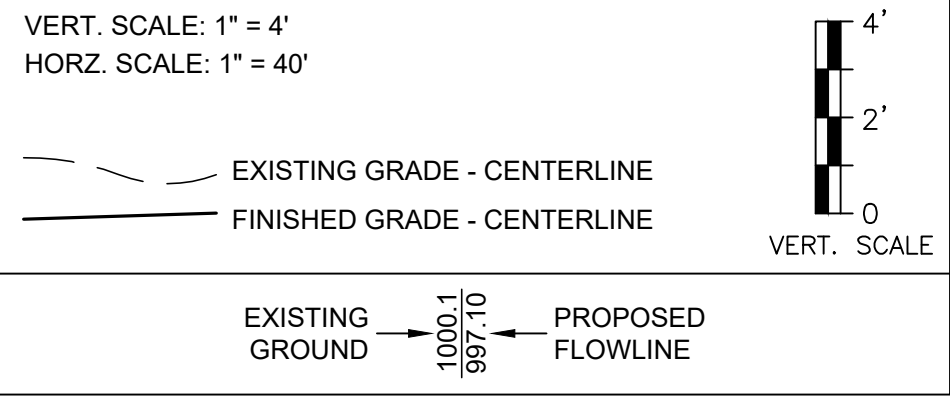 VERT. SCALE: 1" = 4'
HORZ. SCALE: 1" = 40'
EXISTING GRADE - CENTERLINE
FINISHED GRADE - CENTERLINE
4'
2'
0
VERT. SCALE
EXISTING
GROUND
1000.1
997.10
PROPOSED
FLOWLINE